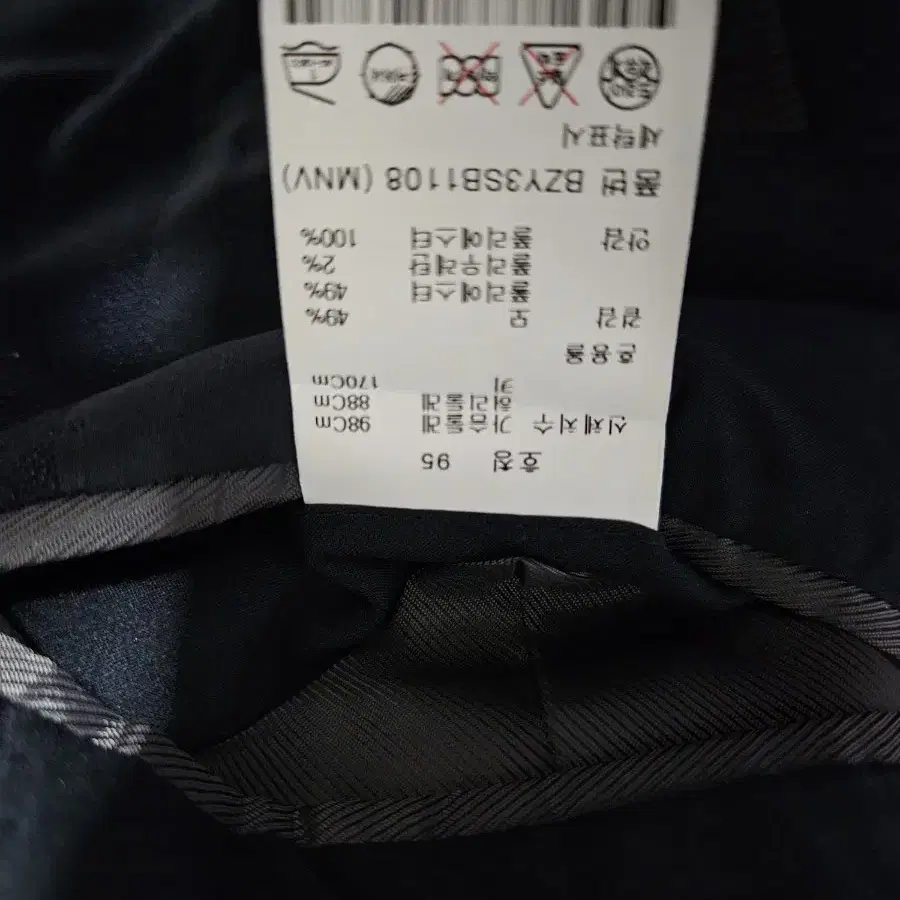 호칭 95
신체치수 가슴둘레 98Cm
허리둘레 88Cm
키 170Cm
혼용율
겉감 모 49%
폴리에스터 49%
폴리우레탄 2%
안감 폴리에스터 100%
품번 BZY3SB1108 (MNV)
세탁표시